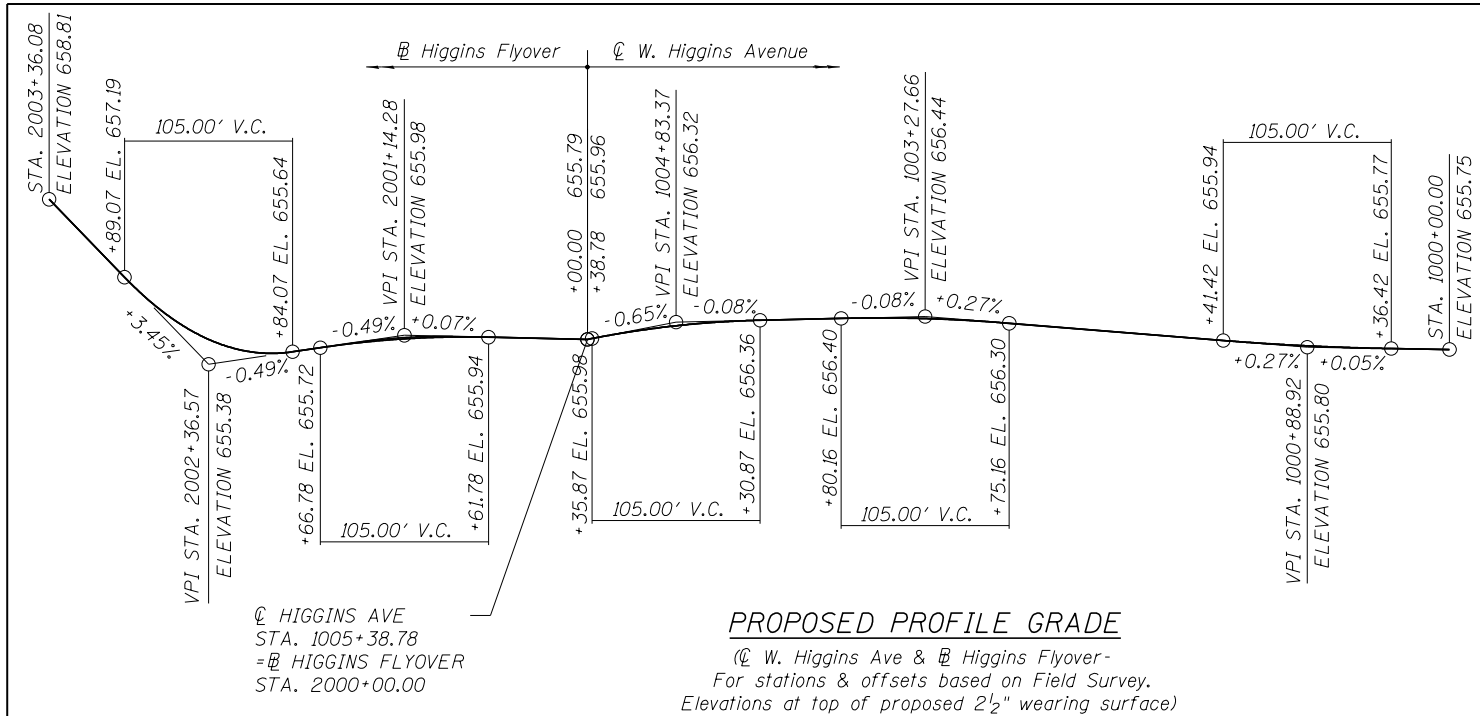 STA. 2003+36.08
ELEVATION 658.81
+89.07 EL. 657.19
105.00' V.C.
+84.07 EL. 655.64
+3.45%
-0.49%
VPI STA. 2002+36.57
ELEVATION 655.38
ⴹ Higgins Flyover
℄ W. Higgins Avenue
VPI STA. 2001+14.28
ELEVATION 655.98
-0.49%
+0.07%
+66.78 EL. 655.72
105.00' V.C.
+61.78 EL. 655.94
+00.00 655.79
+38.78 655.96
VPI STA. 1004+83.37
ELEVATION 656.32
-0.65%
-0.08%
+35.87 EL. 655.98
105.00' V.C.
+30.87 EL. 656.36
VPI STA. 1003+27.66
ELEVATION 656.44
-0.08%
+0.27%
+80.16 EL. 656.40
105.00' V.C.
+75.16 EL. 656.30
+41.42 EL. 655.94
105.00' V.C.
+36.42 EL. 655.77
STA. 1000+00.00
ELEVATION 655.75
+0.27%
+0.05%
VPI STA. 1000+88.92
ELEVATION 655.80
℄ HIGGINS AVE
STA. 1005+38.78
=ⴹ HIGGINS FLYOVER
STA. 2000+00.00
PROPOSED PROFILE GRADE
(℄ W. Higgins Ave & ⴹ Higgins Flyover-
For stations & offsets based on Field Survey.
Elevations at top of proposed 2½" wearing surface)